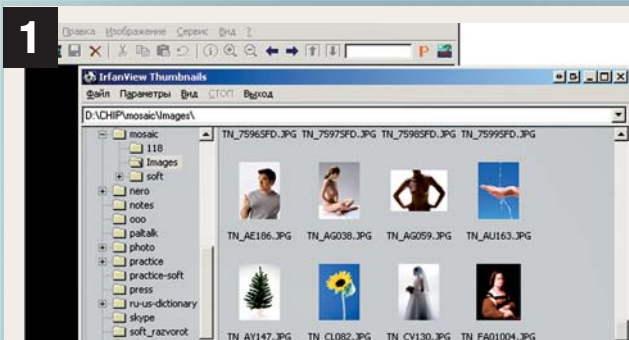 1
Правка Изображение Сервис Вид ?
P
IrfanView Thumbnails
Файл Параметры Вид СТОП Выход
D:\CHIP\mosaic\Images\
mosaic
118
Images
soft
nero
notes
ooo
paltalk
photo
practice
practice-soft
press
ru-us-dictionary
skype
soft_razvorot
TN_7596SFD.JPG TN_7597SFD.JPG TN_7598SFD.JPG TN_7599SFD.JPG
TN_AE186.JPG TN_AG038.JPG TN_AG059.JPG TN_AU163.JPG
TN_AY147.JPG TN_CL082.JPG TN_CV130.JPG TN_FA01004.JPG